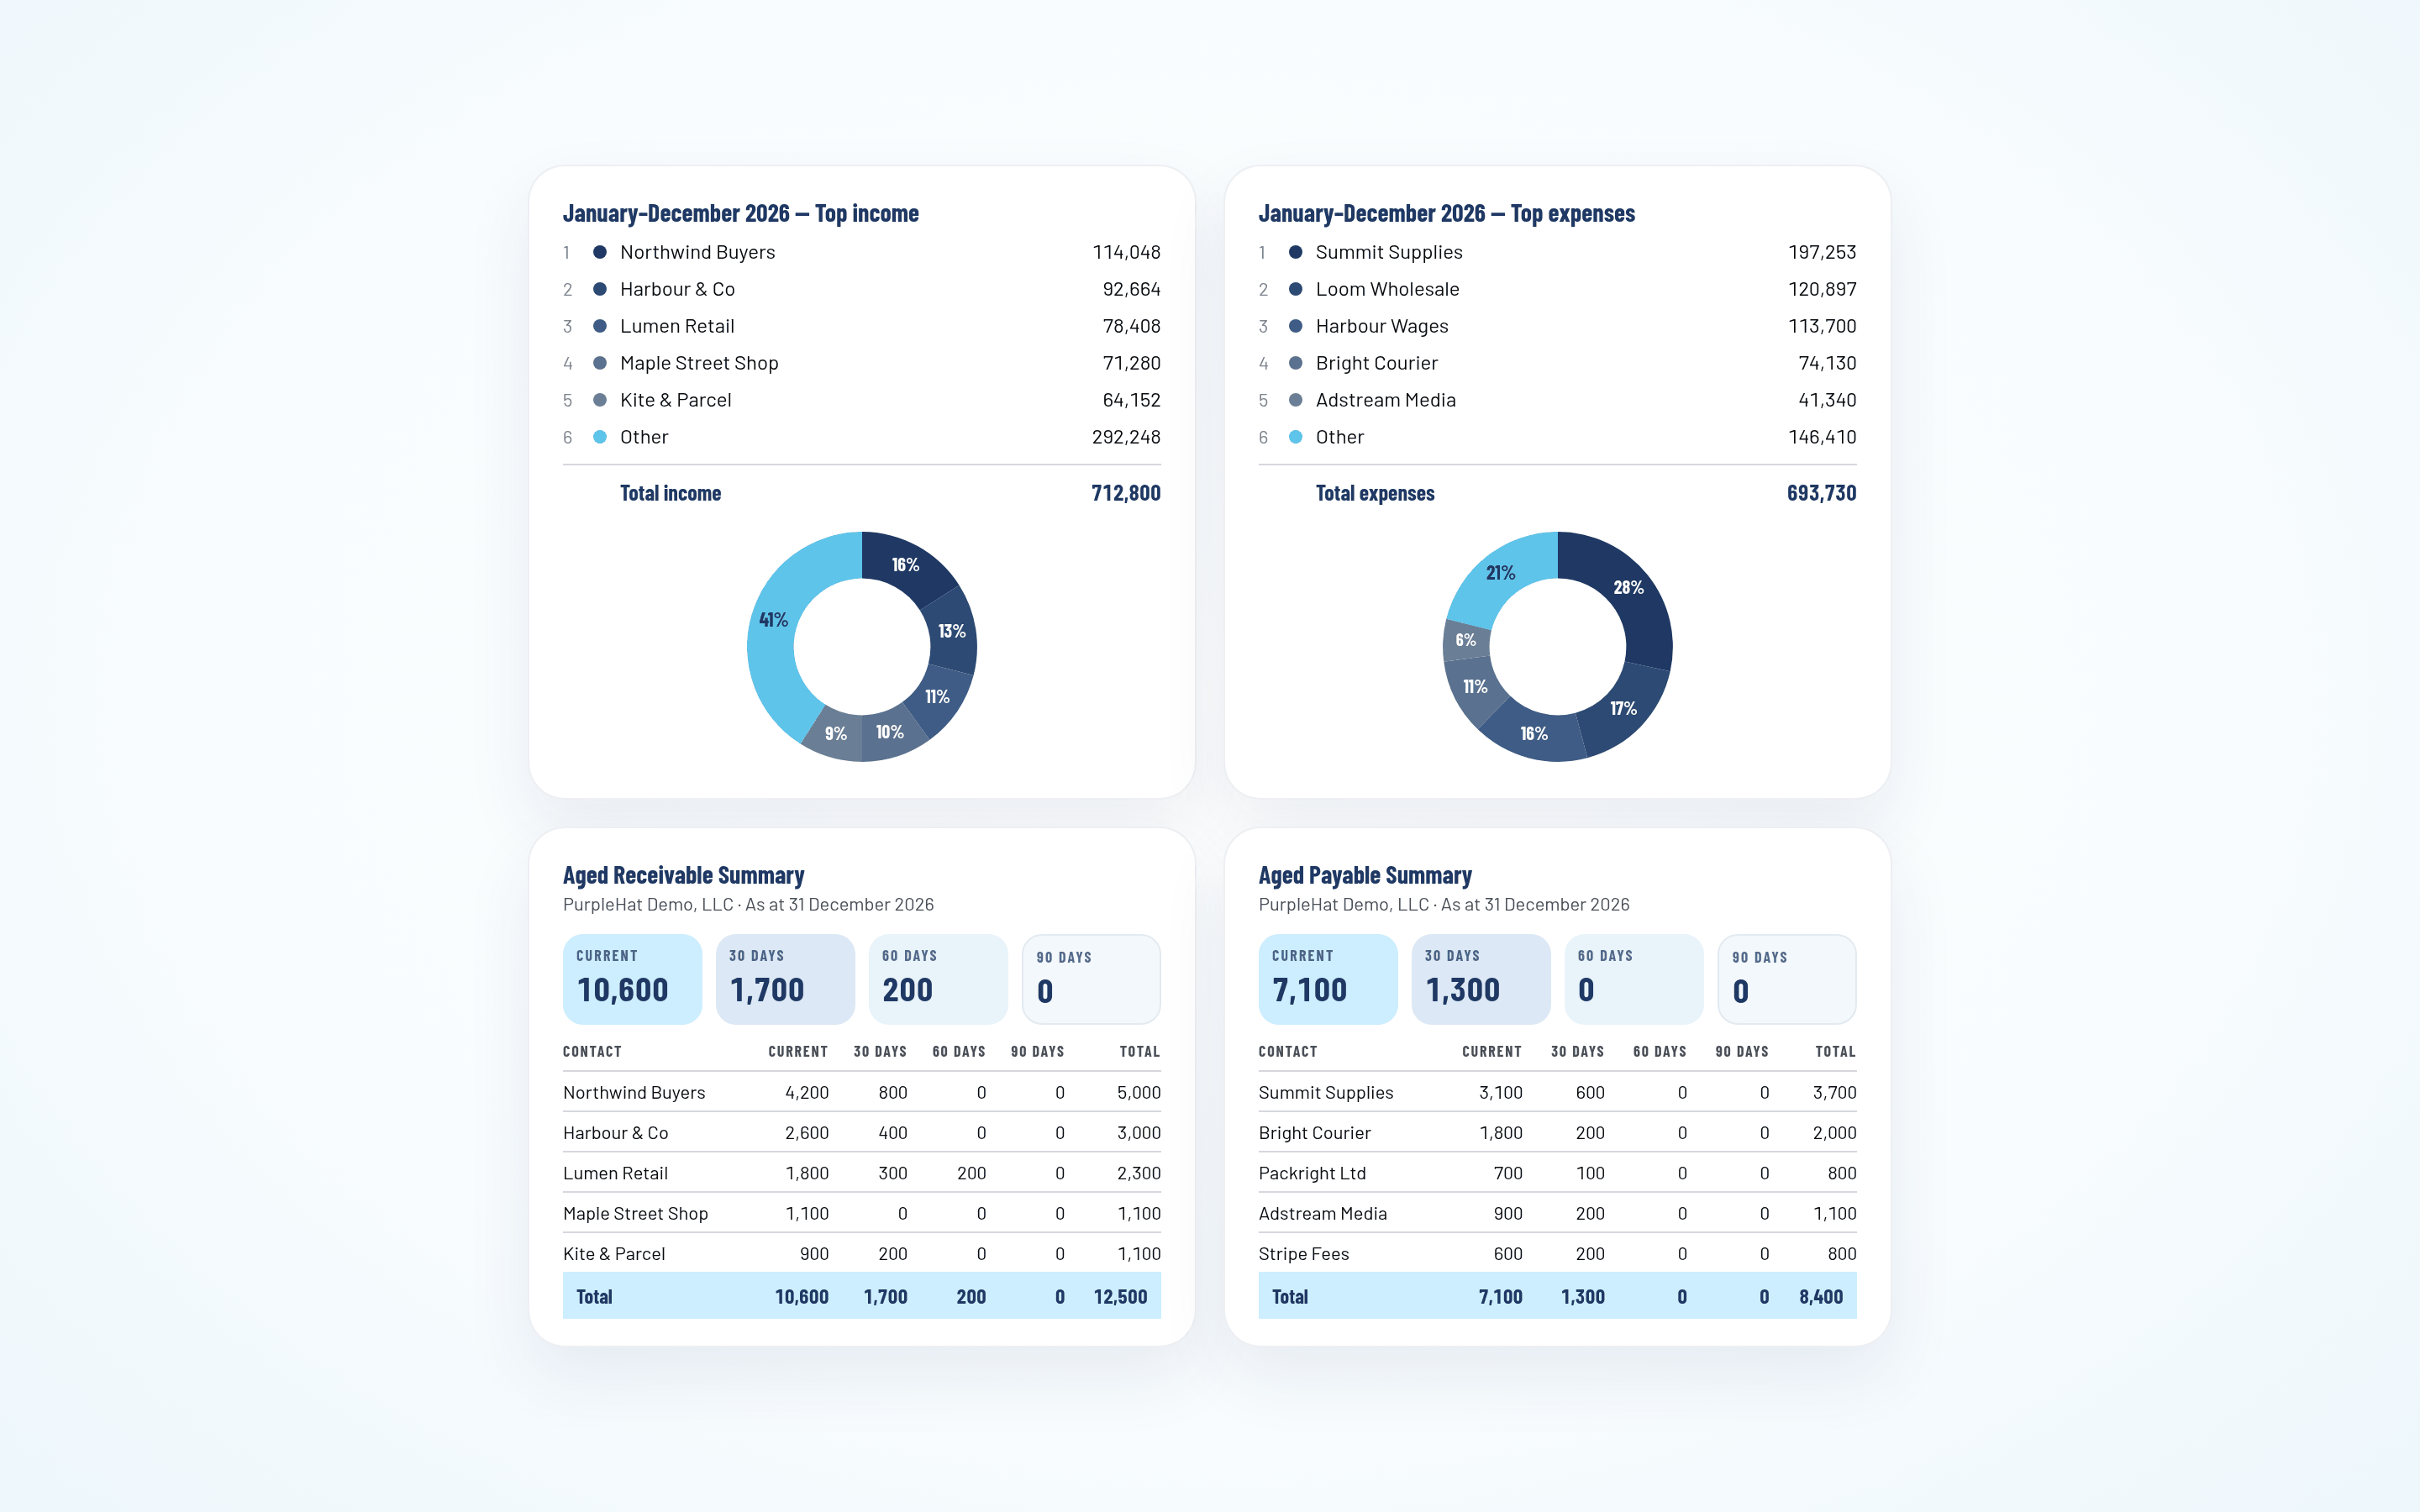 January–December 2026 — Top income
1 Northwind Buyers 114,048
2 Harbour & Co 92,664
3 Lumen Retail 78,408
4 Maple Street Shop 71,280
5 Kite & Parcel 64,152
6 Other 292,248
Total income 712,800
16%
41%
13%
11%
10%
9%
January–December 2026 — Top expenses
1 Summit Supplies 197,253
2 Loom Wholesale 120,897
3 Harbour Wages 113,700
4 Bright Courier 74,130
5 Adstream Media 41,340
6 Other 146,410
Total expenses 693,730
21%
28%
6%
11%
17%
16%
Aged Receivable Summary
PurpleHat Demo, LLC · As at 31 December 2026
CURRENT 30 DAYS 60 DAYS 90 DAYS
10,600 1,700 200 0
CONTACT CURRENT 30 DAYS 60 DAYS 90 DAYS TOTAL
Northwind Buyers 4,200 800 0 0 5,000
Harbour & Co 2,600 400 0 0 3,000
Lumen Retail 1,800 300 200 0 2,300
Maple Street Shop 1,100 0 0 0 1,100
Kite & Parcel 900 200 0 0 1,100
Total 10,600 1,700 200 0 12,500
Aged Payable Summary
PurpleHat Demo, LLC · As at 31 December 2026
CURRENT 30 DAYS 60 DAYS 90 DAYS
7,100 1,300 0 0
CONTACT CURRENT 30 DAYS 60 DAYS 90 DAYS TOTAL
Summit Supplies 3,100 600 0 0 3,700
Bright Courier 1,800 200 0 0 2,000
Packright Ltd 700 100 0 0 800
Adstream Media 900 200 0 0 1,100
Stripe Fees 600 200 0 0 800
Total 7,100 1,300 0 0 8,400